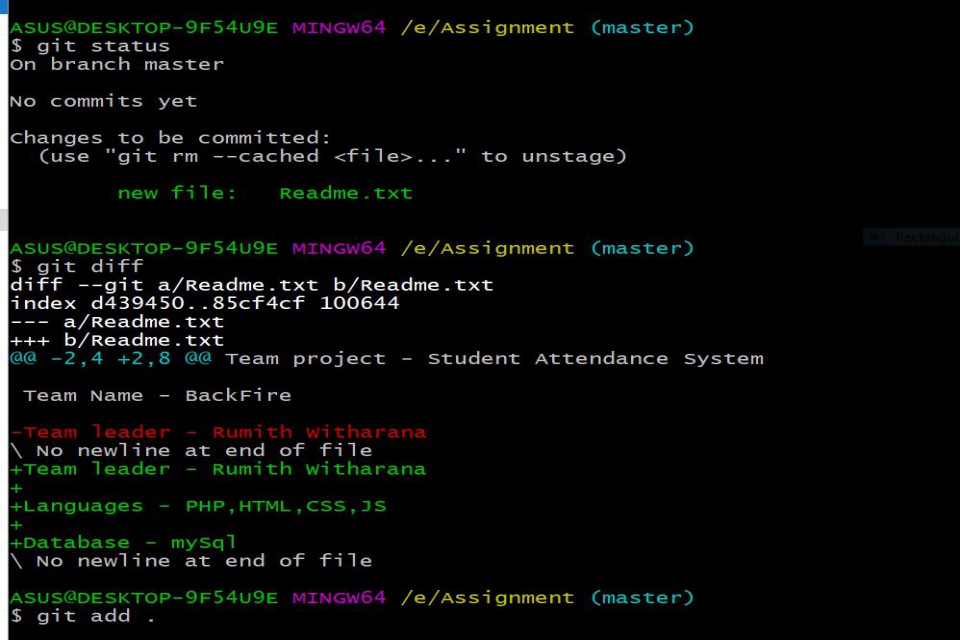 ASUS@DESKTOP-9F54U9E MINGW64 /e/Assignment (master)
$ git status
On branch master
No commits yet
Changes to be committed:
  (use "git rm --cached <file>..." to unstage)
        new file:   Readme.txt
ASUS@DESKTOP-9F54U9E MINGW64 /e/Assignment (master)
$ git diff
diff --git a/Readme.txt b/Readme.txt
index d439450..85cf4cf 100644
--- a/Readme.txt
+++ b/Readme.txt
@@ -2,4 +2,8 @@ Team project - Student Attendance System
 Team Name - BackFire
-Team leader - Rumith Witharana
\ No newline at end of file
+Team leader - Rumith Witharana
+
+Languages - PHP,HTML,CSS,JS
+
+Database - mySql
\ No newline at end of file
ASUS@DESKTOP-9F54U9E MINGW64 /e/Assignment (master)
$ git add .